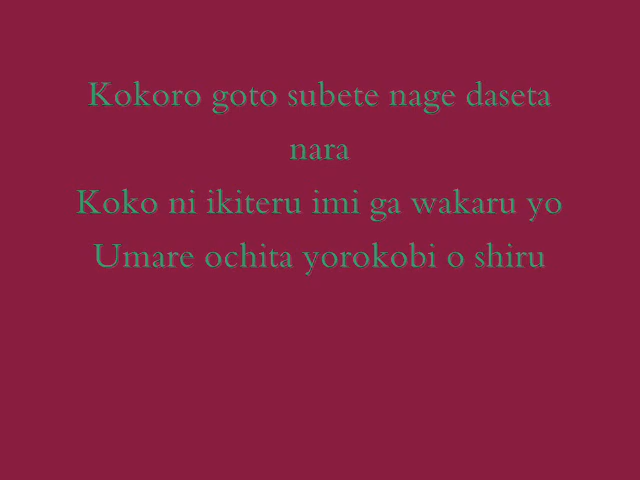 Kokoro goto subete nage daseta
nara
Koko ni ikiteru imi ga wakaru yo
Umare ochita yorokobi o shiru